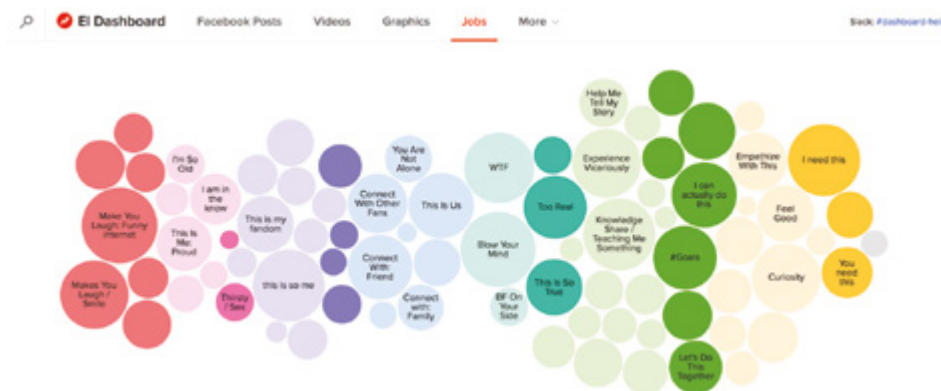 EI Dashboard
Facebook Posts
Videos
Graphics
Jobs
More
Slack: #dashboard-hel
Help Me
Tell My
Story
You Are
Not
Alone
I'm So
Old
WTF
Experience
Vicariously
Empathize
With This
I need this
I am in
the
know
Connect
With Other
Fans
This Is Us
Too Real
I can
actually do
this
Make You
Laugh: Funny
internet
This is my
fandom
Knowledge
Share /
Teaching Me
Something
Feel
Good
This Is
Me:
Proud
Blow Your
Mind
#Goals
Connect
With:
Friend
You
need
this
Curiosity
this is so me
This Is So
True
Makes You
Laugh /
Smile
Thirsty
/ Sex
Connect
with:
Family
BF On
Your
Side
Let's Do
This
Together